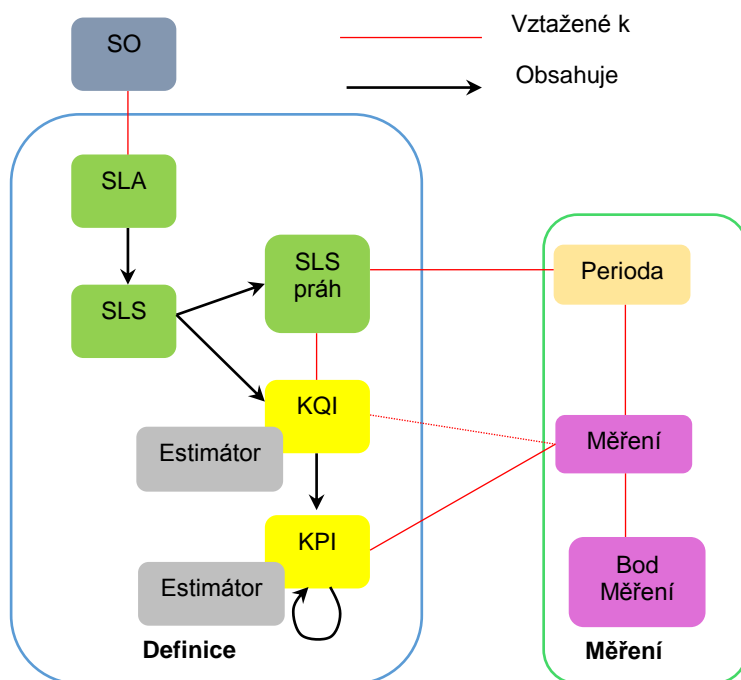 SO
Vztažené k
Obsahuje
SLA
SLS
práh
Perioda
SLS
KQI
Estimátor
Měření
KPI
Estimátor
Bod
Měření
Definice
Měření